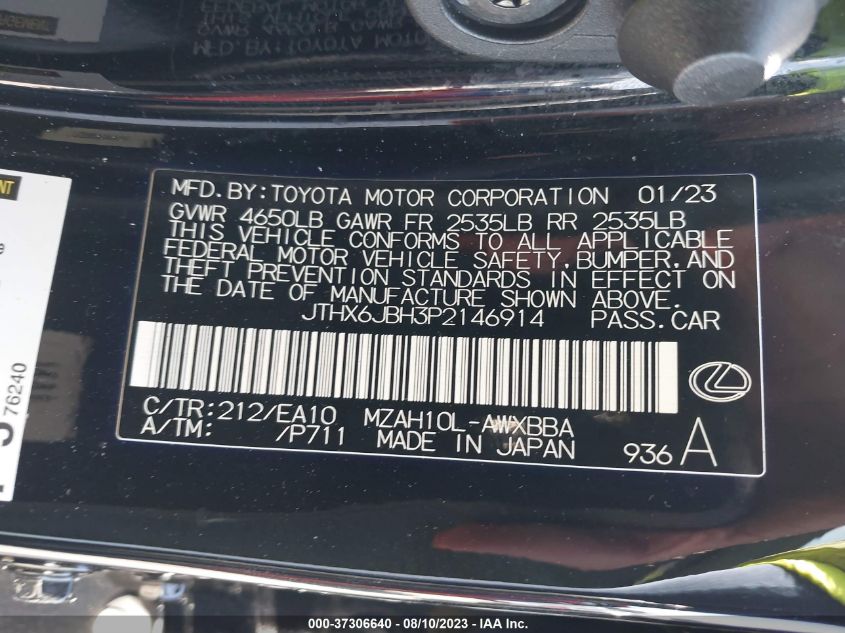 MFD.BY:TOYOTA MOTOR CORPORATION 01/23
GVWR 4650LB GAWR FR 2535LB RR 2535LB
THIS VEHICLE CONFORMS TO ALL APPLICABLE
FEDERAL MOTOR VEHICLE SAFETY,BUMPER,AND
THEFT PREVENTION STANDARDS IN EFFECT ON
THE DATE OF MANUFACTURE SHOWN ABOVE.
JTHX6JBH3P2146914 PASS.CAR
C/TR:212/EA10 MZAH10L-AWXBBA
A/TM: /P711 MADE IN JAPAN 936 A
76240
000-37306640 - 08/10/2023 - IAA Inc.